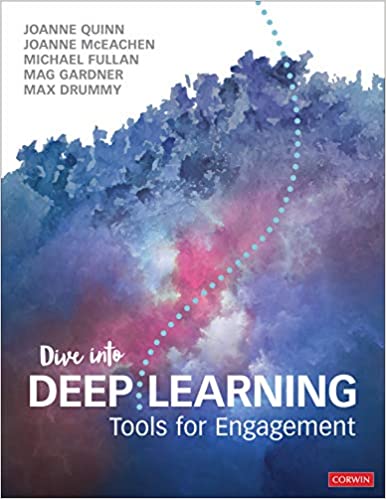 JOANNE QUINN
JOANNE McEACHEN
MICHAEL FULLAN
MAG GARDNER
MAX DRUMMY
Dive into
DEEP LEARNING
Tools for Engagement
CORWIN